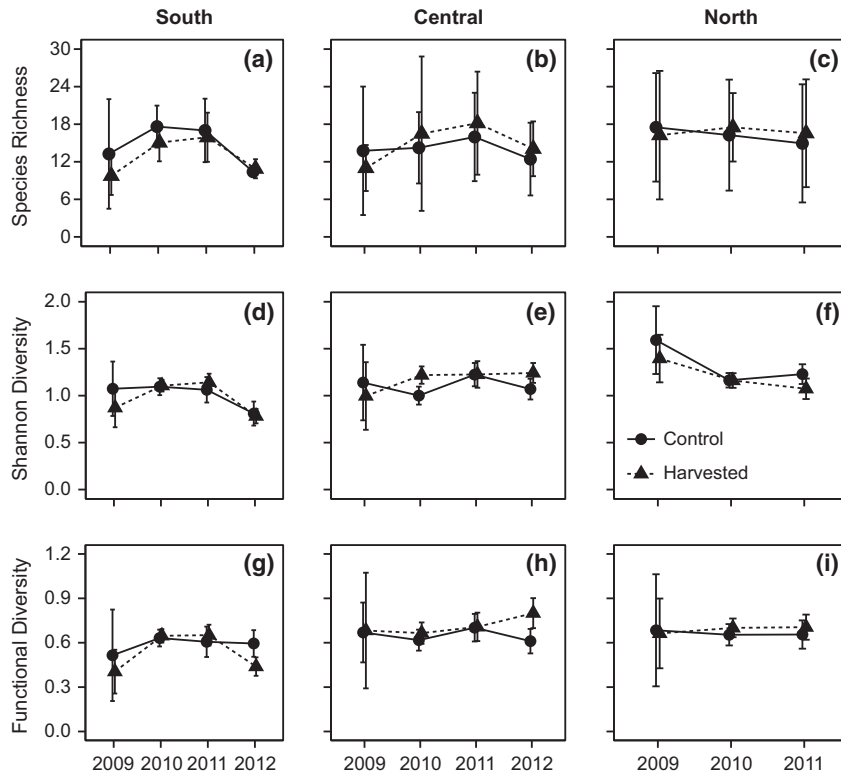 South Central North
Species Richness
30
24
18
12
6
0
(a) (b) (c)
Shannon Diversity
2.0
1.5
1.0
0.5
0.0
(d) (e) (f)
Control
Harvested
Functional Diversity
1.2
0.9
0.6
0.3
0.0
(g) (h) (i)
2009 2010 2011 2012 2009 2010 2011 2012 2009 2010 2011